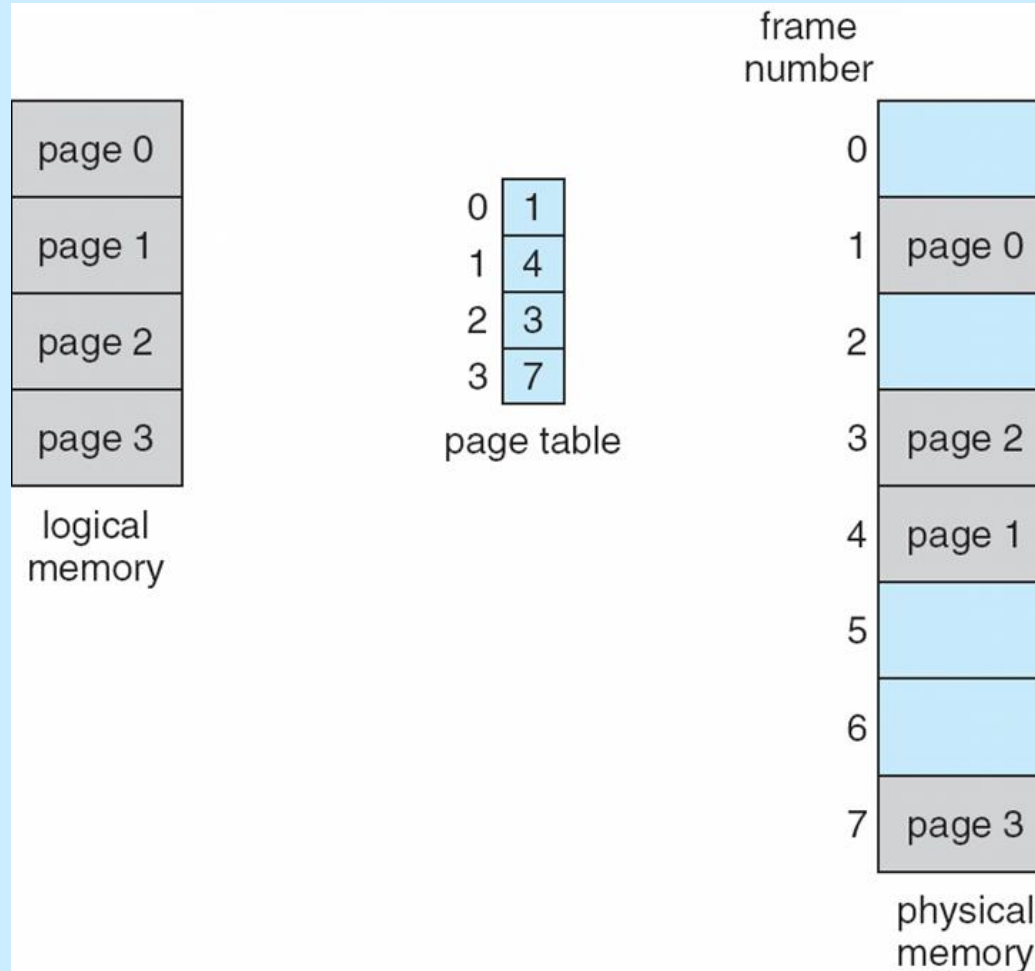 frame
number
page 0
page 1
page 2
page 3
logical
memory
0 1
1 4
2 3
3 7
page table
0
1 page 0
2
3 page 2
4 page 1
5
6
7 page 3
physical
memory